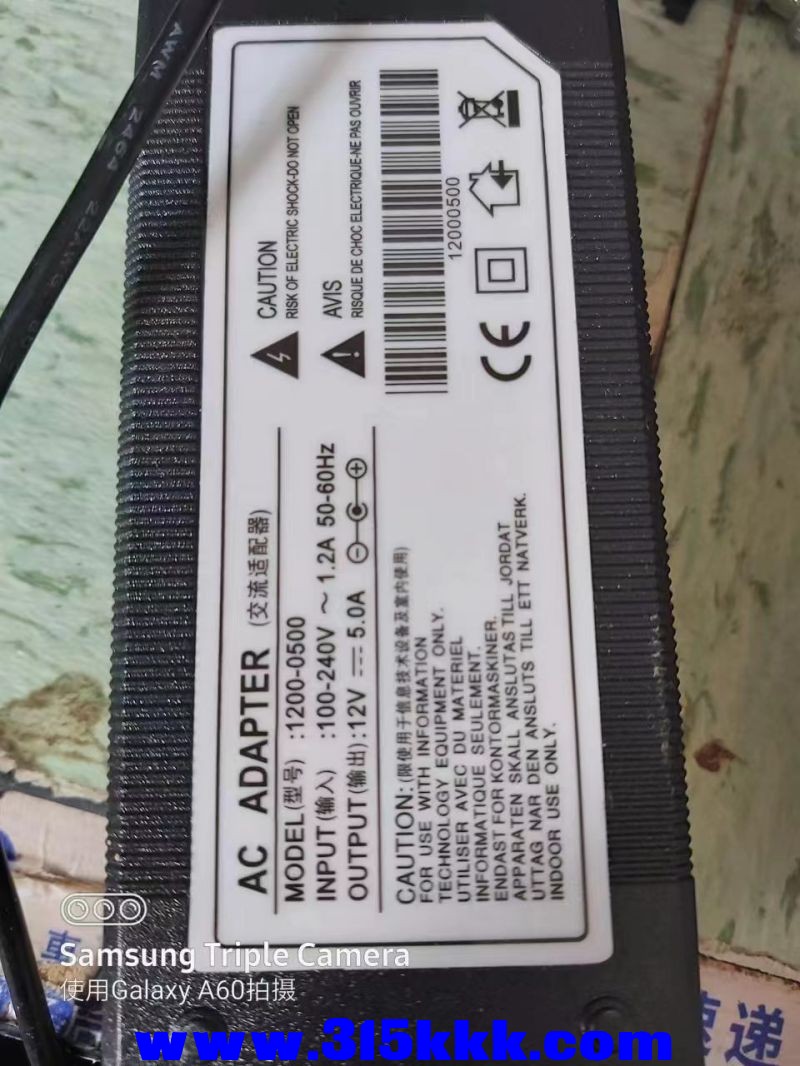 AC ADAPTER (交流适配器)
MODEL(型号) :1200-0500
INPUT(输入) :100-240V ～ 1.2A 50-60Hz
OUTPUT(输出):12V ⎓ 5.0A
CAUTION:(限使用于信息技术设备及室内使用)
FOR USE WITH INFORMATION
TECHNOLOGY EQUIPMENT ONLY.
UTILISER AVEC DU MATERIEL
INFORMATIQUE SEULEMENT.
ENDAST FOR KONTORMASKINER.
APPARATEN SKALL ANSLUTAS TILL JORDAT
UTTAG NAR DEN ANSLUTS TILL ETT NATVERK.
INDOOR USE ONLY.
CAUTION
RISK OF ELECTRIC SHOCK-DO NOT OPEN
AVIS
RISQUE DE CHOC ELECTRIQUE-NE PAS OUVRIR
12000500
CE
AWM 2464 22AWG
Samsung Triple Camera
使用Galaxy A60拍摄
www.315kkk.com
速递